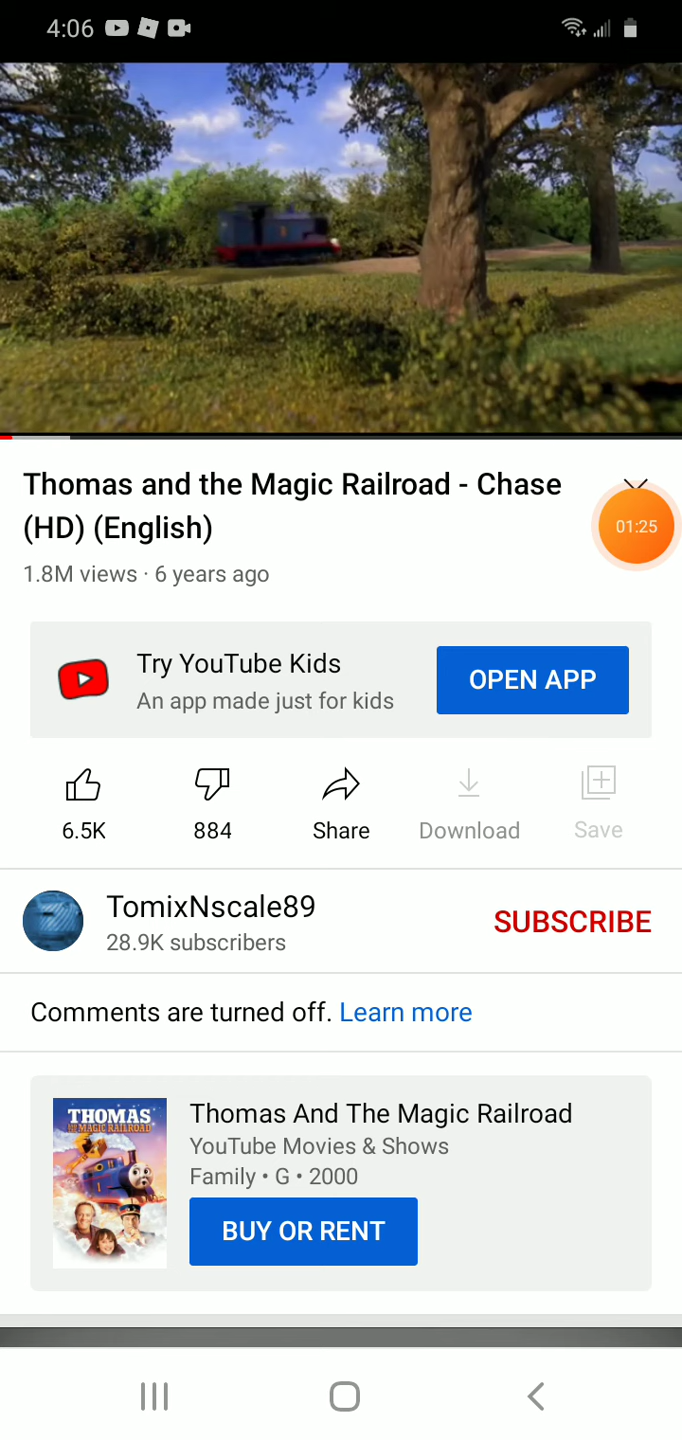 4:06
Thomas and the Magic Railroad - Chase
(HD) (English)
01:25
1.8M views · 6 years ago
Try YouTube Kids
An app made just for kids
OPEN APP
6.5K
884
Share
Download
Save
TomixNscale89
28.9K subscribers
SUBSCRIBE
Comments are turned off. Learn more
THOMAS
AND THE MAGIC RAILROAD
Thomas And The Magic Railroad
YouTube Movies & Shows
Family • G • 2000
BUY OR RENT